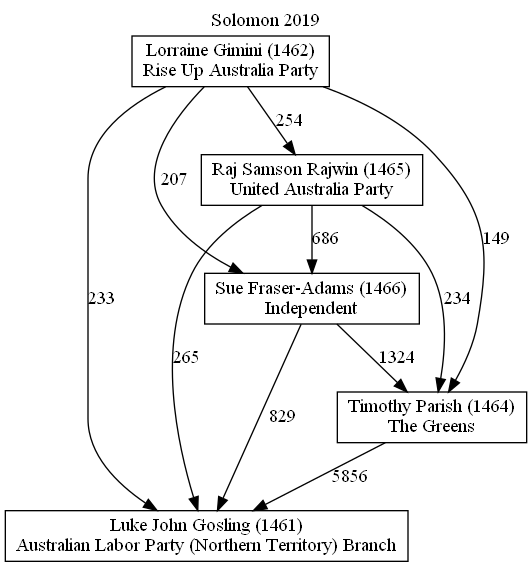 Solomon 2019
Lorraine Gimini (1462)
Rise Up Australia Party
254
Raj Samson Rajwin (1465)
United Australia Party
207
686
149
Sue Fraser-Adams (1466)
Independent
233
234
265
1324
Timothy Parish (1464)
The Greens
829
5856
Luke John Gosling (1461)
Australian Labor Party (Northern Territory) Branch